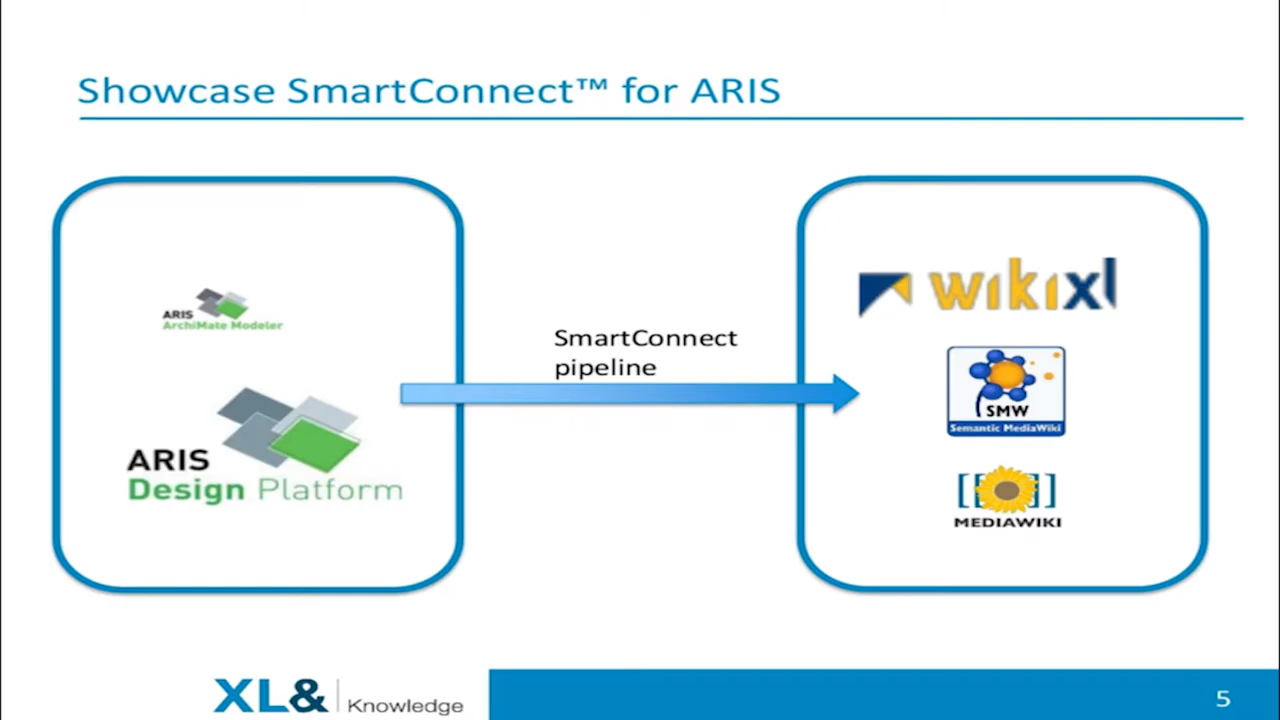 Showcase SmartConnect™ for ARIS
ARIS
ArchiMate Modeler
ARIS
Design Platform
SmartConnect
pipeline
wikixl
SMW
Semantic MediaWiki
[[ ]]
MEDIAWIKI
XL& Knowledge
5